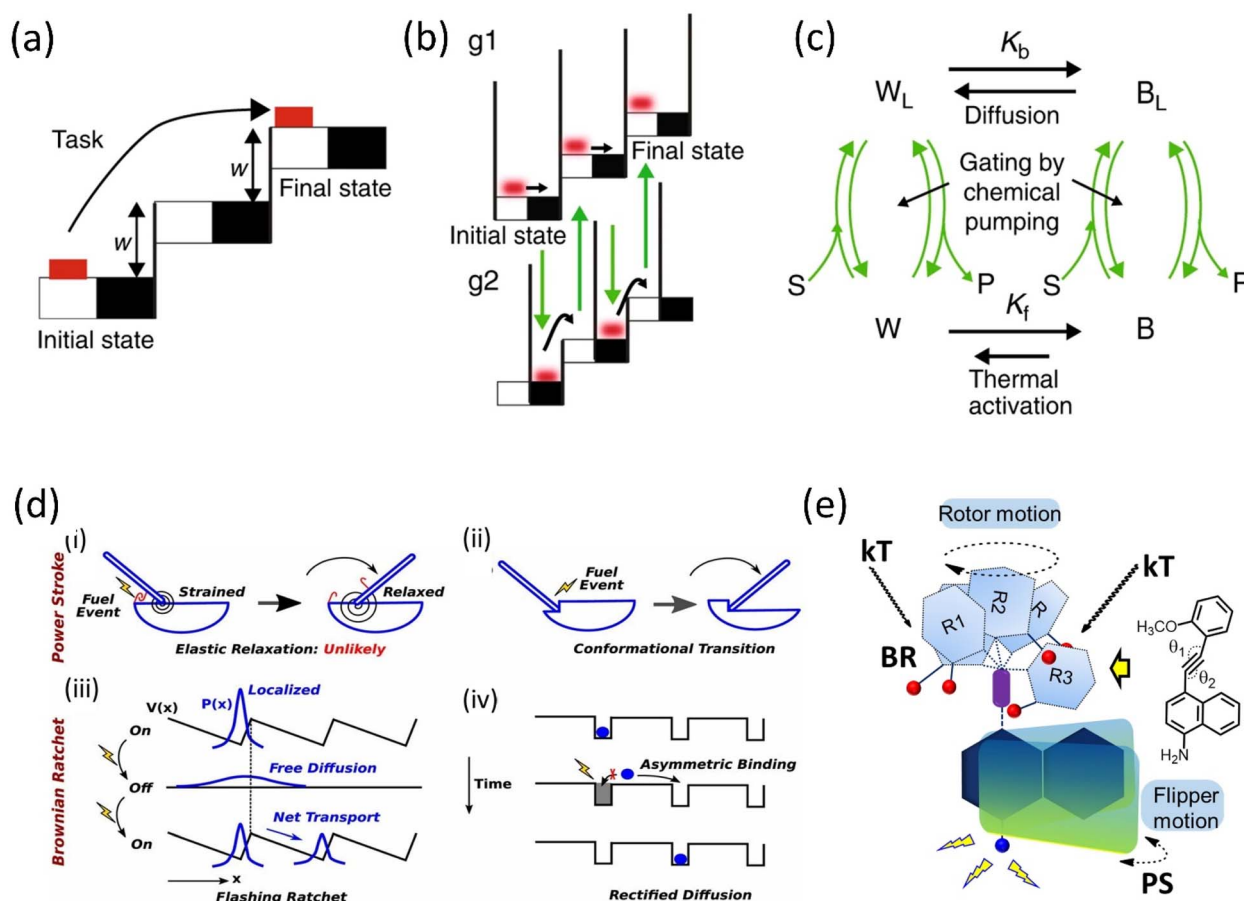 (a)
Task
w
w
Final state
Initial state
(b)
g1
Final state
Initial state
g2
(c)
K_b
W_L
B_L
Diffusion
Gating by
chemical
pumping
S
P
S
P
K_f
W
B
Thermal
activation
(d)
Power Stroke
(i)
Fuel
Event
Strained
Relaxed
Elastic Relaxation: Unlikely
(ii)
Fuel
Event
Conformational Transition
Brownian Ratchet
(iii)
V(x)
P(x)
Localized
On
Off
Free Diffusion
On
Net Transport
x
Flashing Ratchet
(iv)
Time
Asymmetric Binding
Rectified Diffusion
(e)
Rotor motion
kT
kT
R1
R2
R
R3
BR
H₃CO
θ₁
θ₂
NH₂
Flipper
motion
PS